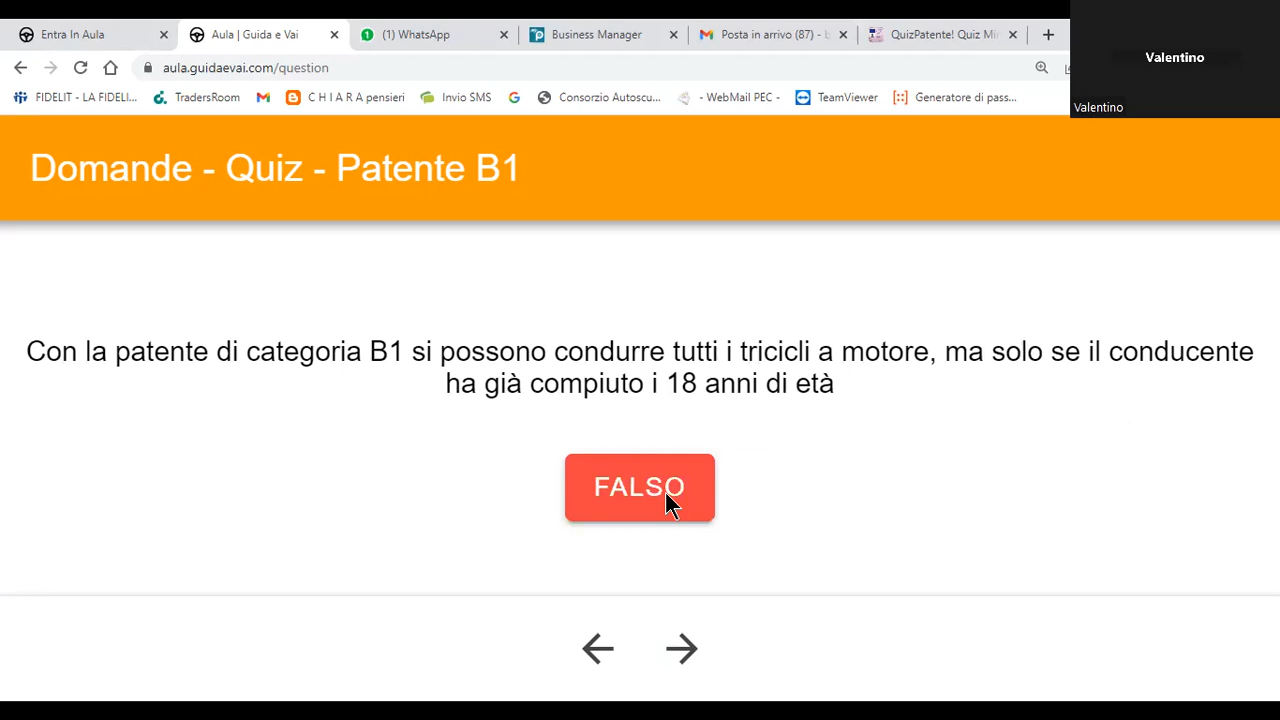 Entra In Aula
Aula | Guida e Vai
(1) WhatsApp
Business Manager
Posta in arrivo (87) - b
QuizPatente! Quiz Min
Valentino
aula.guidaevai.com/question
FIDELIT - LA FIDELI...
TradersRoom
C H I A R A pensieri
Invio SMS
Consorzio Autoscu...
- WebMail PEC -
TeamViewer
Generatore di pass...
Valentino
Domande - Quiz - Patente B1
Con la patente di categoria B1 si possono condurre tutti i tricicli a motore, ma solo se il conducente
ha già compiuto i 18 anni di età
FALSO